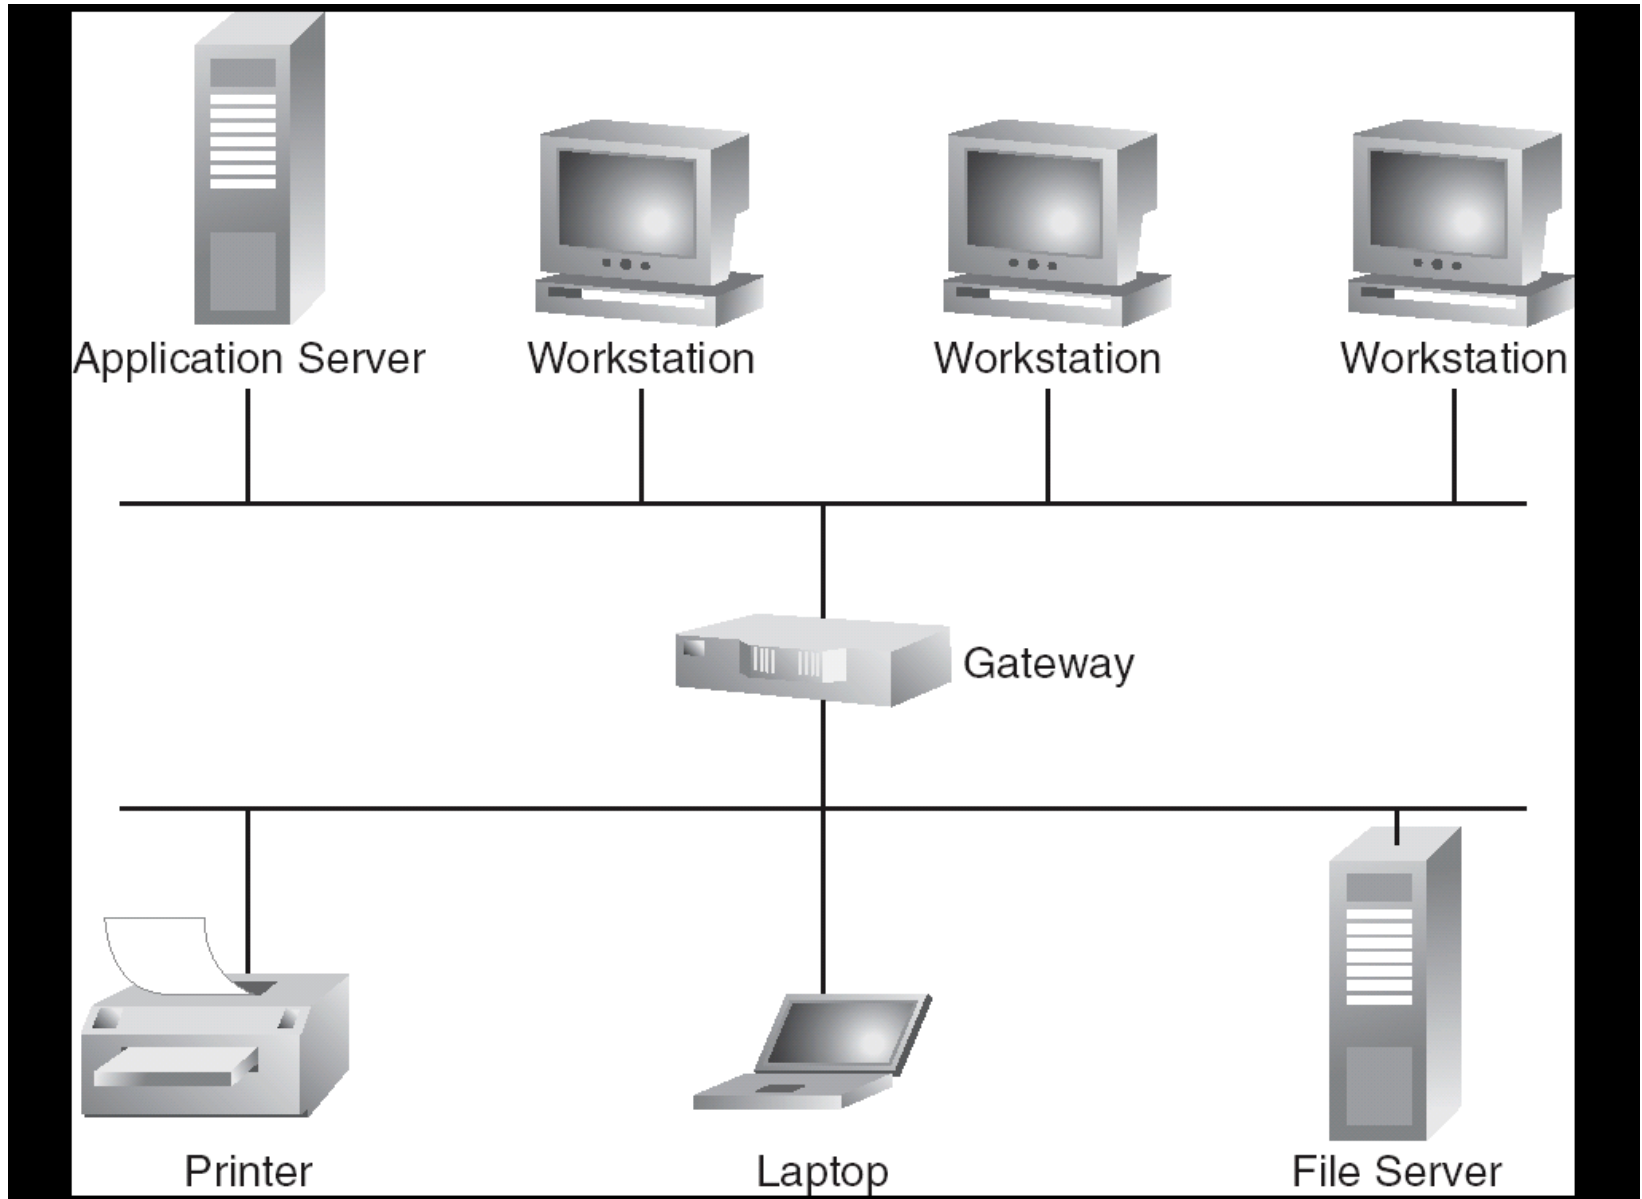 Application Server
Workstation
Workstation
Workstation
Gateway
Printer
Laptop
File Server